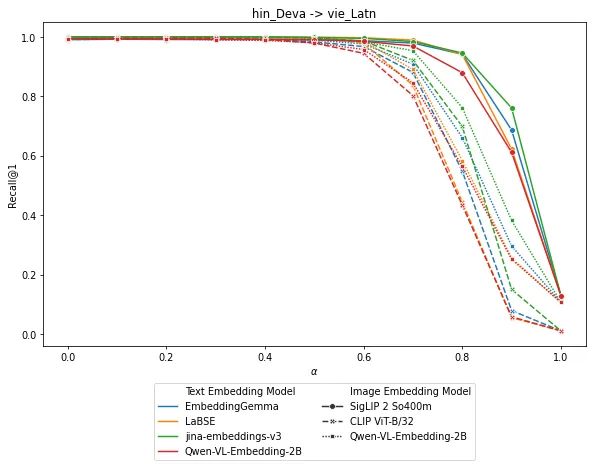 hin_Deva -> vie_Latn
1.0
0.8
0.6
0.4
0.2
0.0
Recall@1
0.0 0.2 0.4 0.6 0.8 1.0
α
Text Embedding Model
EmbeddingGemma
LaBSE
jina-embeddings-v3
Qwen-VL-Embedding-2B
Image Embedding Model
SigLIP 2 So400m
CLIP ViT-B/32
Qwen-VL-Embedding-2B